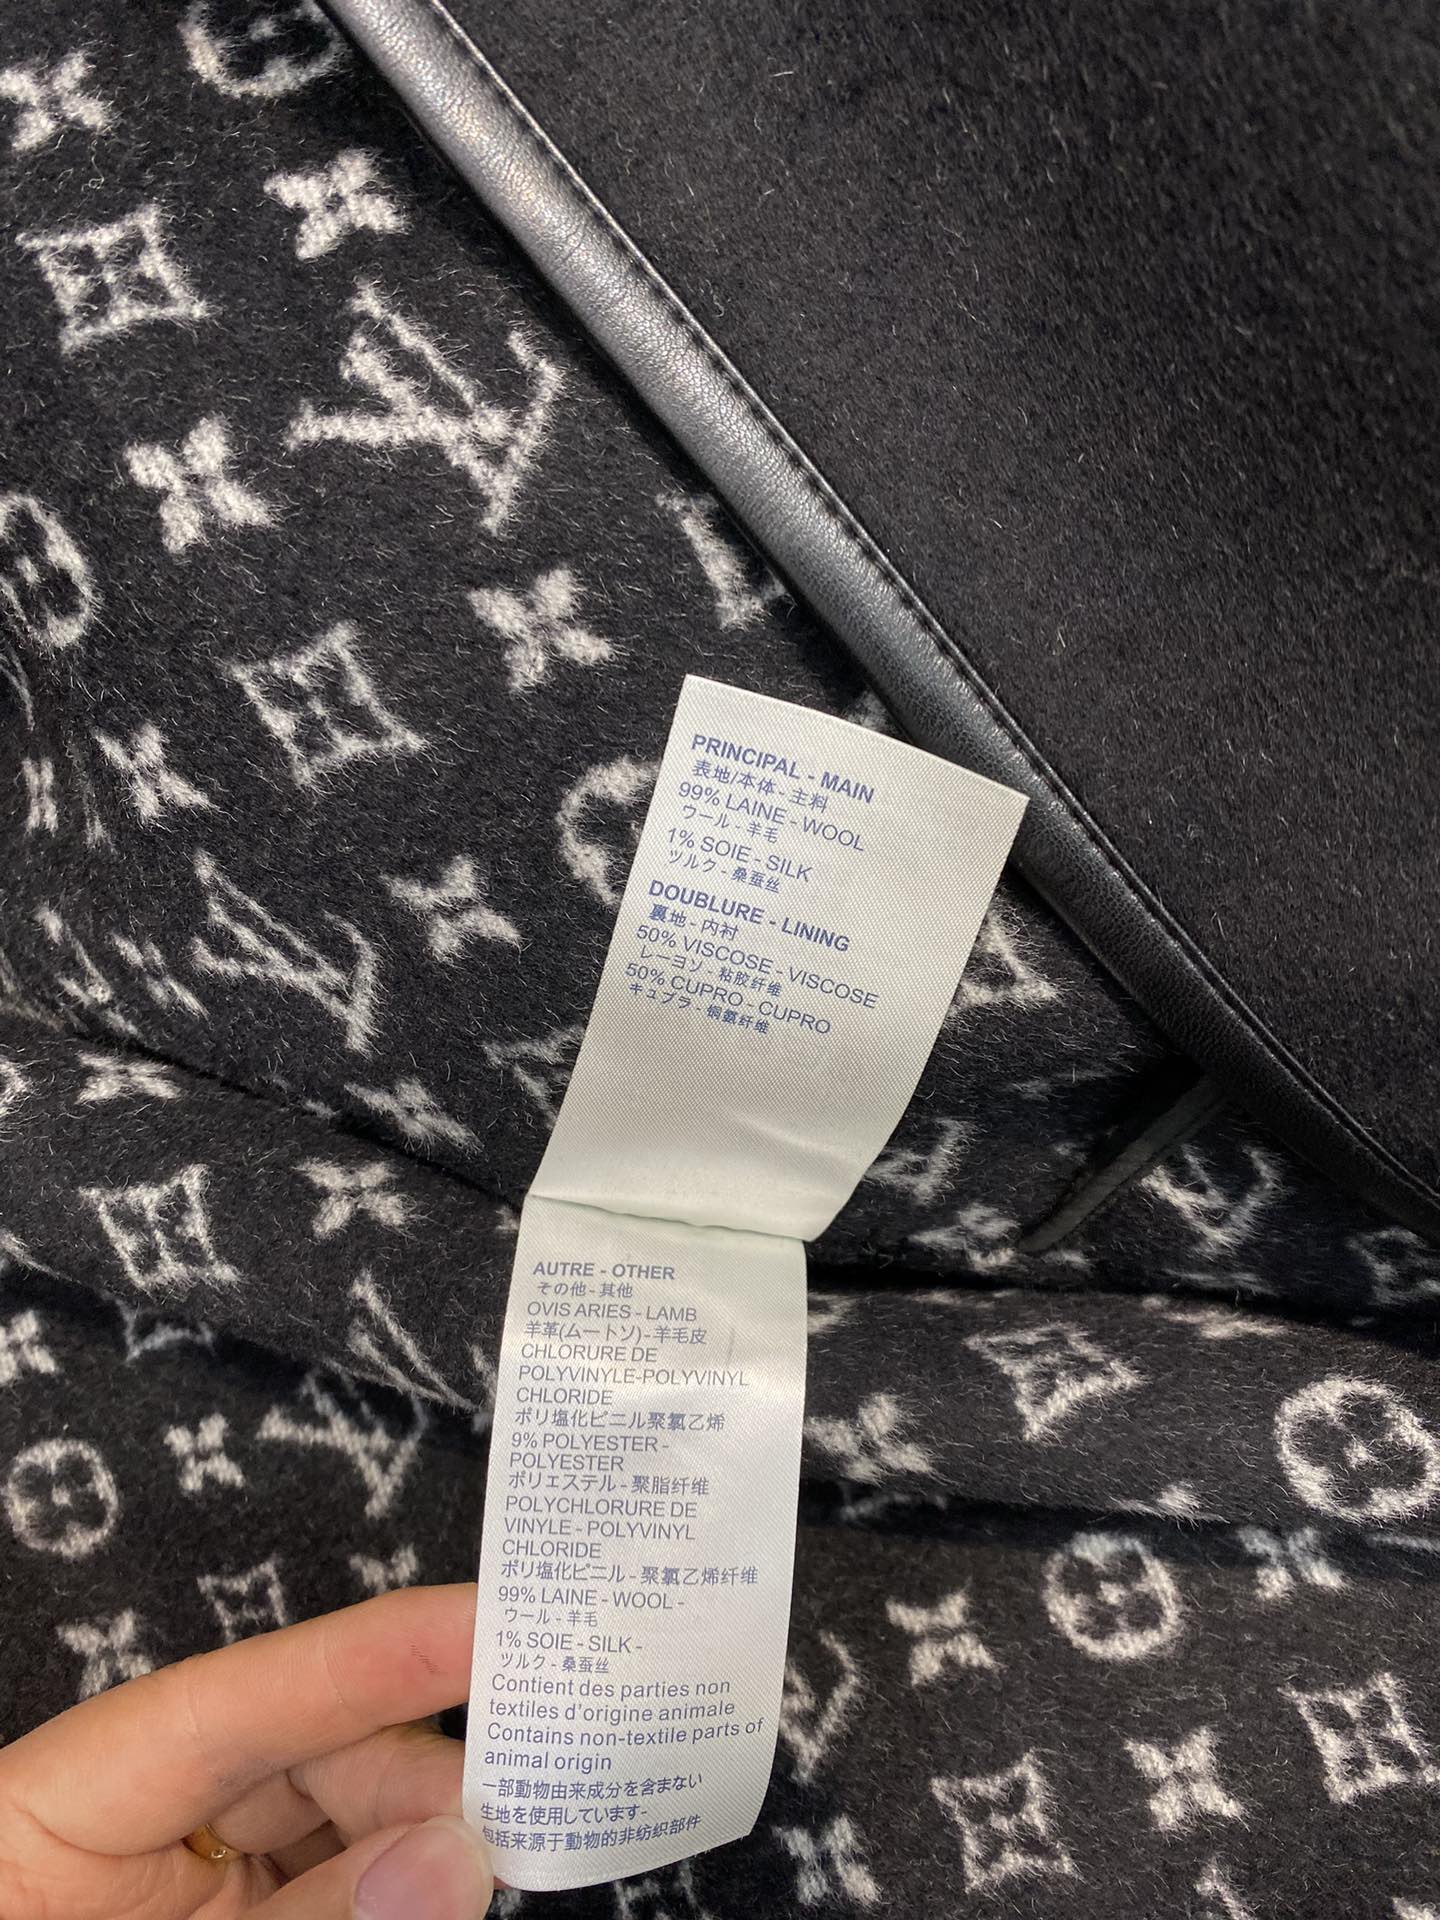 PRINCIPAL - MAIN
表地/本体 - 主料
99% LAINE - WOOL
ウール - 羊毛
1% SOIE - SILK
ツルク - 桑蚕丝
DOUBLURE - LINING
裏地 - 内衬
50% VISCOSE - VISCOSE
レーヨソ - 粘胶纤维
50% CUPRO - CUPRO
キュプラ - 铜氨纤维
AUTRE - OTHER
その他 - 其他
OVIS ARIES - LAMB
羊革(ムートソ) - 羊毛皮
CHLORURE DE
POLYVINYLE-POLYVINYL
CHLORIDE
ポリ塩化ピニル聚氯乙烯
9% POLYESTER -
POLYESTER
ポリェステル - 聚脂纤维
POLYCHLORURE DE
VINYLE - POLYVINYL
CHLORIDE
ポリ塩化ピニル - 聚氯乙烯纤维
99% LAINE - WOOL -
ウール - 羊毛
1% SOIE - SILK -
ツルク - 桑蚕丝
Contient des parties non
textiles d'origine animale
Contains non-textile parts of
animal origin
一部動物由来成分を含まない
生地を使用しています-
包括来源于動物的非纺织部件